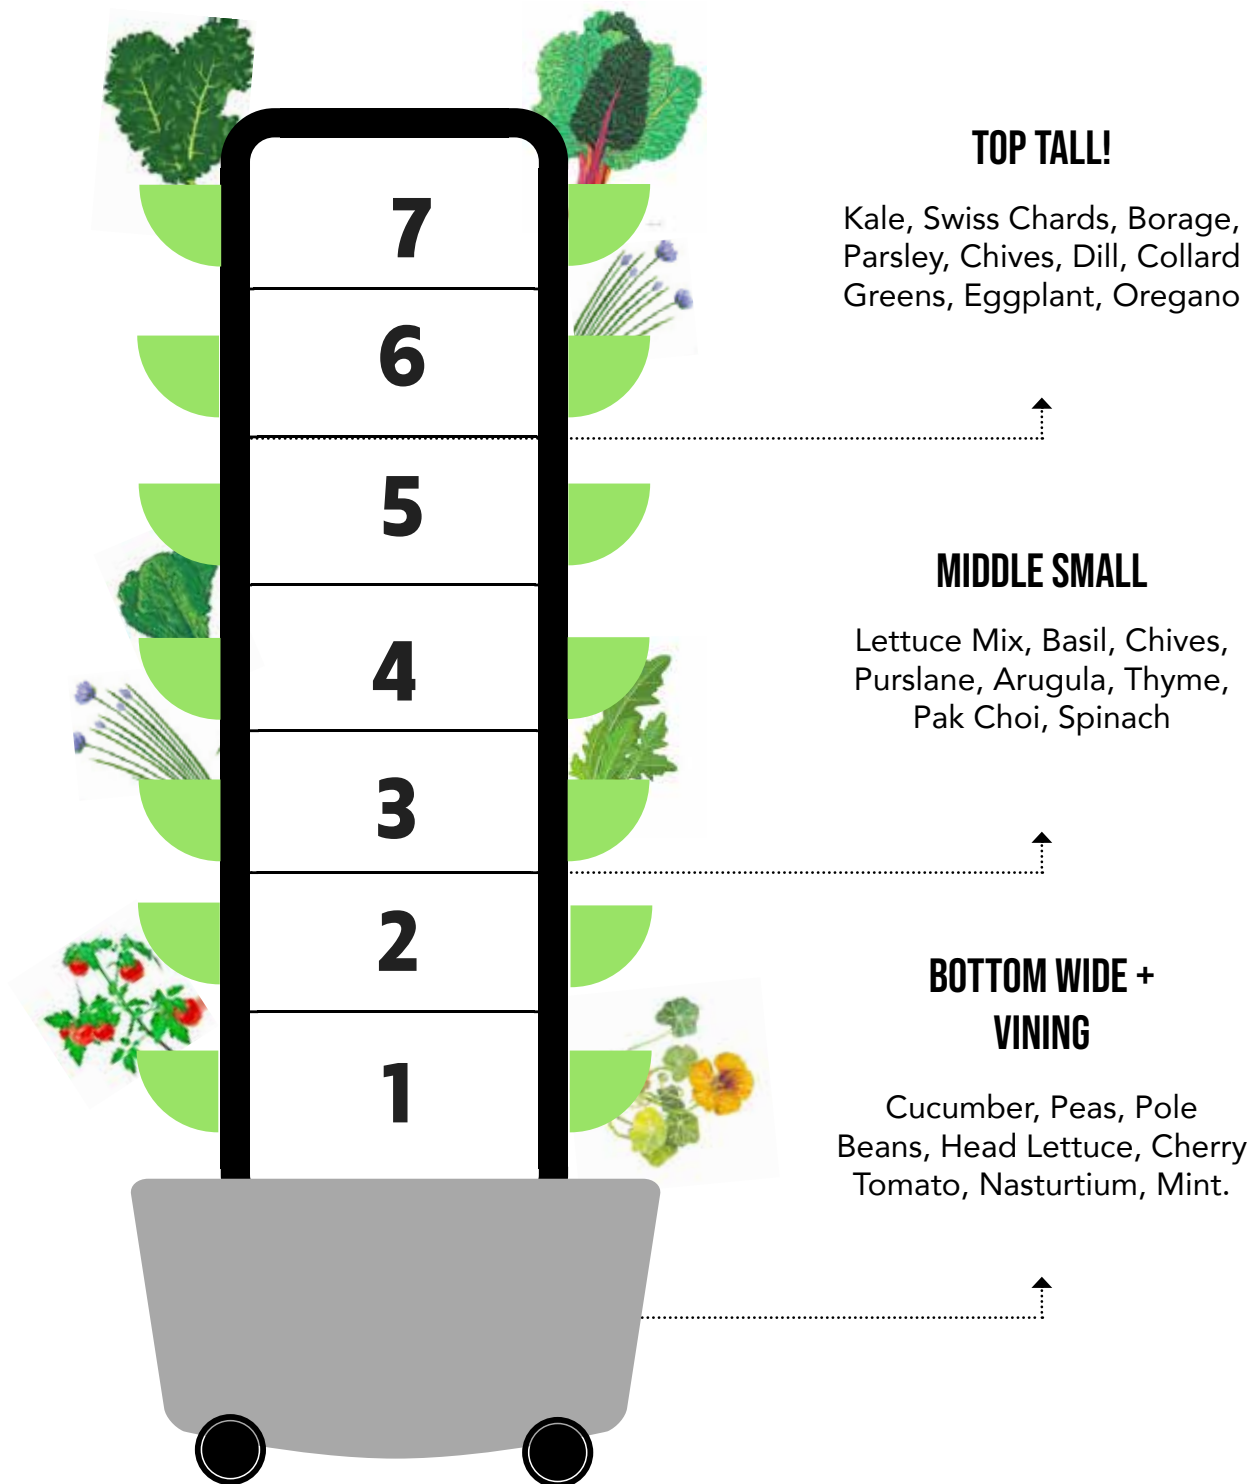 7
6
5
4
3
2
1
TOP TALL!
Kale, Swiss Chards, Borage,
Parsley, Chives, Dill, Collard
Greens, Eggplant, Oregano
MIDDLE SMALL
Lettuce Mix, Basil, Chives,
Purslane, Arugula, Thyme,
Pak Choi, Spinach
BOTTOM WIDE +
VINING
Cucumber, Peas, Pole
Beans, Head Lettuce, Cherry
Tomato, Nasturtium, Mint.